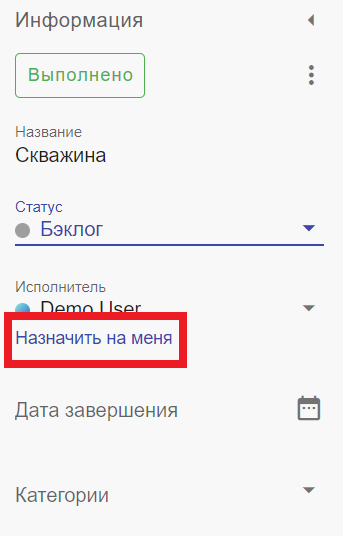 Информация
Выполнено
Название
Скважина
Статус
Бэклог
Исполнитель
Demo User
Назначить на меня
Дата завершения
Категории